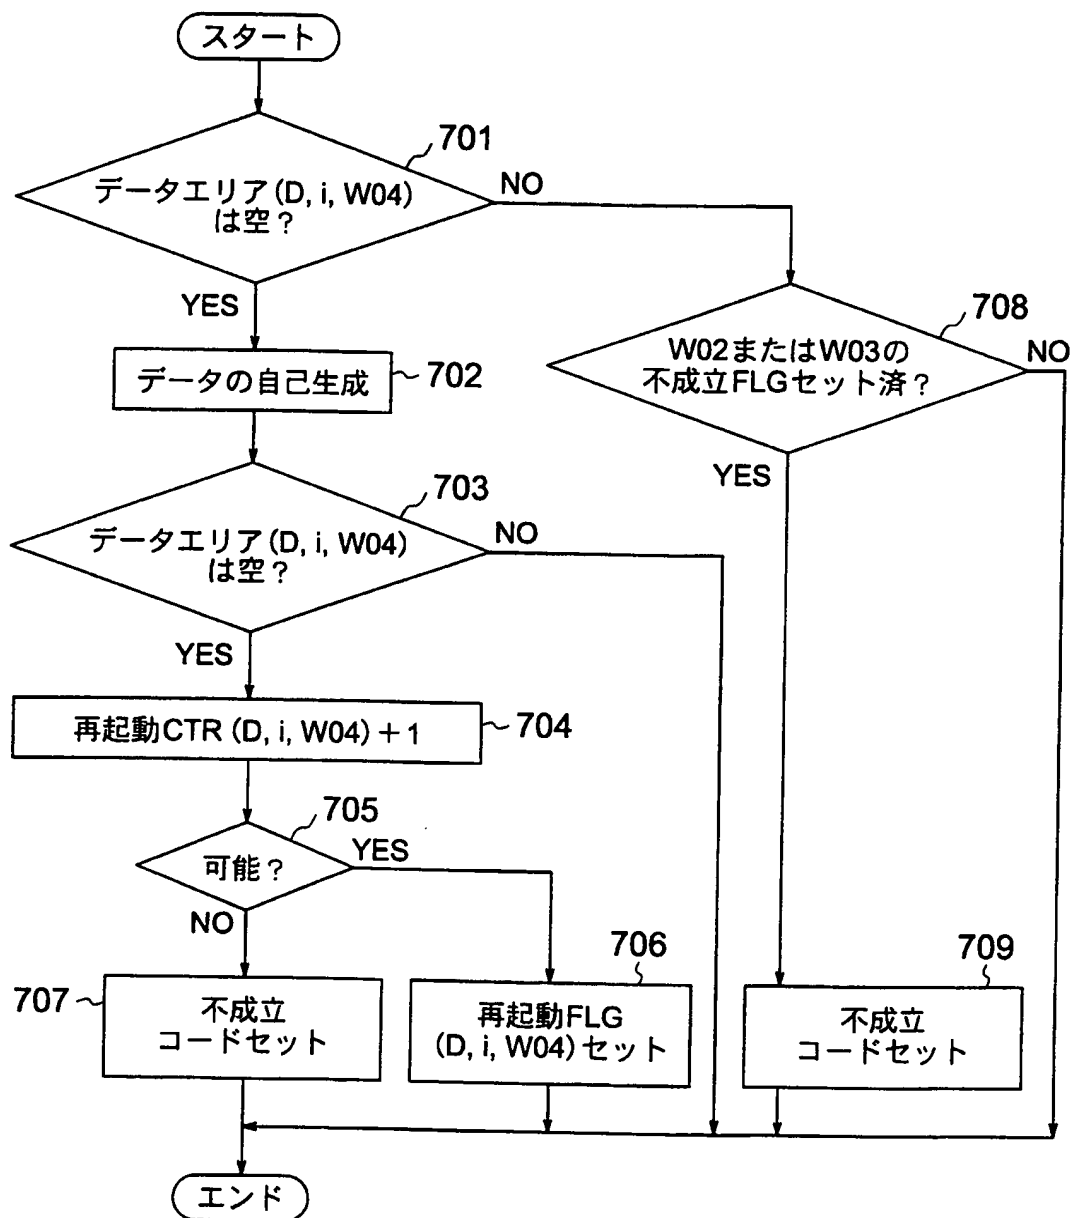 スタート
701
データエリア(D, i, W04)
は空?
NO
YES
データの自己生成
702
708
W02またはW03の
不成立FLGセット済?
NO
YES
703
データエリア(D, i, W04)
は空?
NO
YES
再起動CTR (D, i, W04)+1
704
705
可能?
YES
NO
707
不成立
コードセット
706
再起動FLG
(D, i, W04)セット
709
不成立
コードセット
エンド